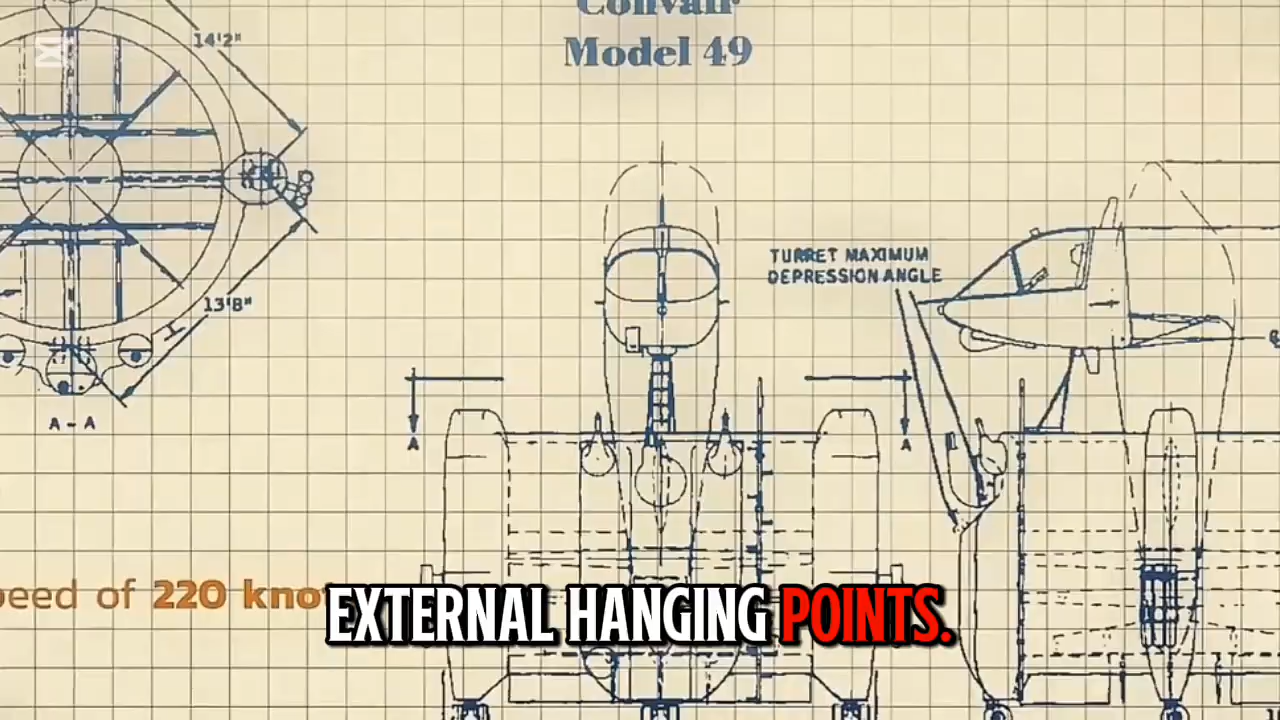 Convair
Model 49
14'2"
TURRET MAXIMUM
DEPRESSION ANGLE
13'8"
A - A
A
A
peed of 220 kno
EXTERNAL HANGING POINTS.